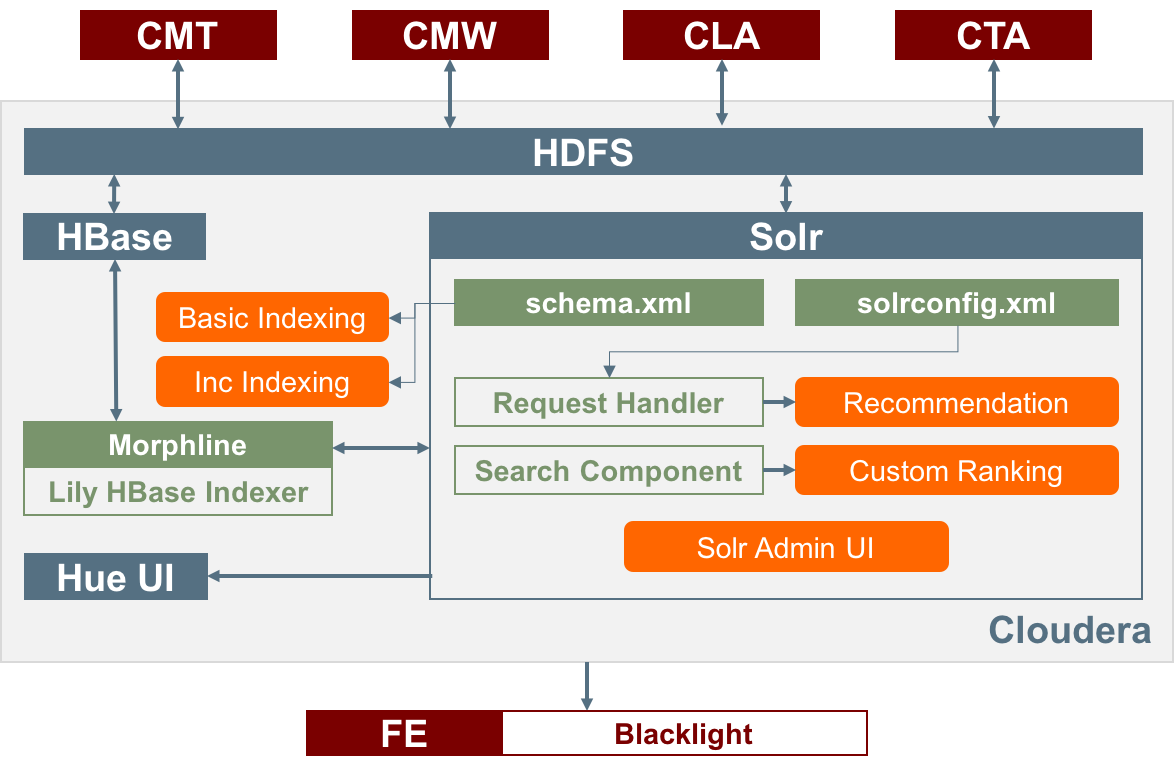 CMT
CMW
CLA
CTA
HDFS
HBase
Solr
schema.xml
solrconfig.xml
Basic Indexing
Inc Indexing
Request Handler
Recommendation
Morphline
Search Component
Custom Ranking
Lily HBase Indexer
Solr Admin UI
Hue UI
Cloudera
FE
Blacklight